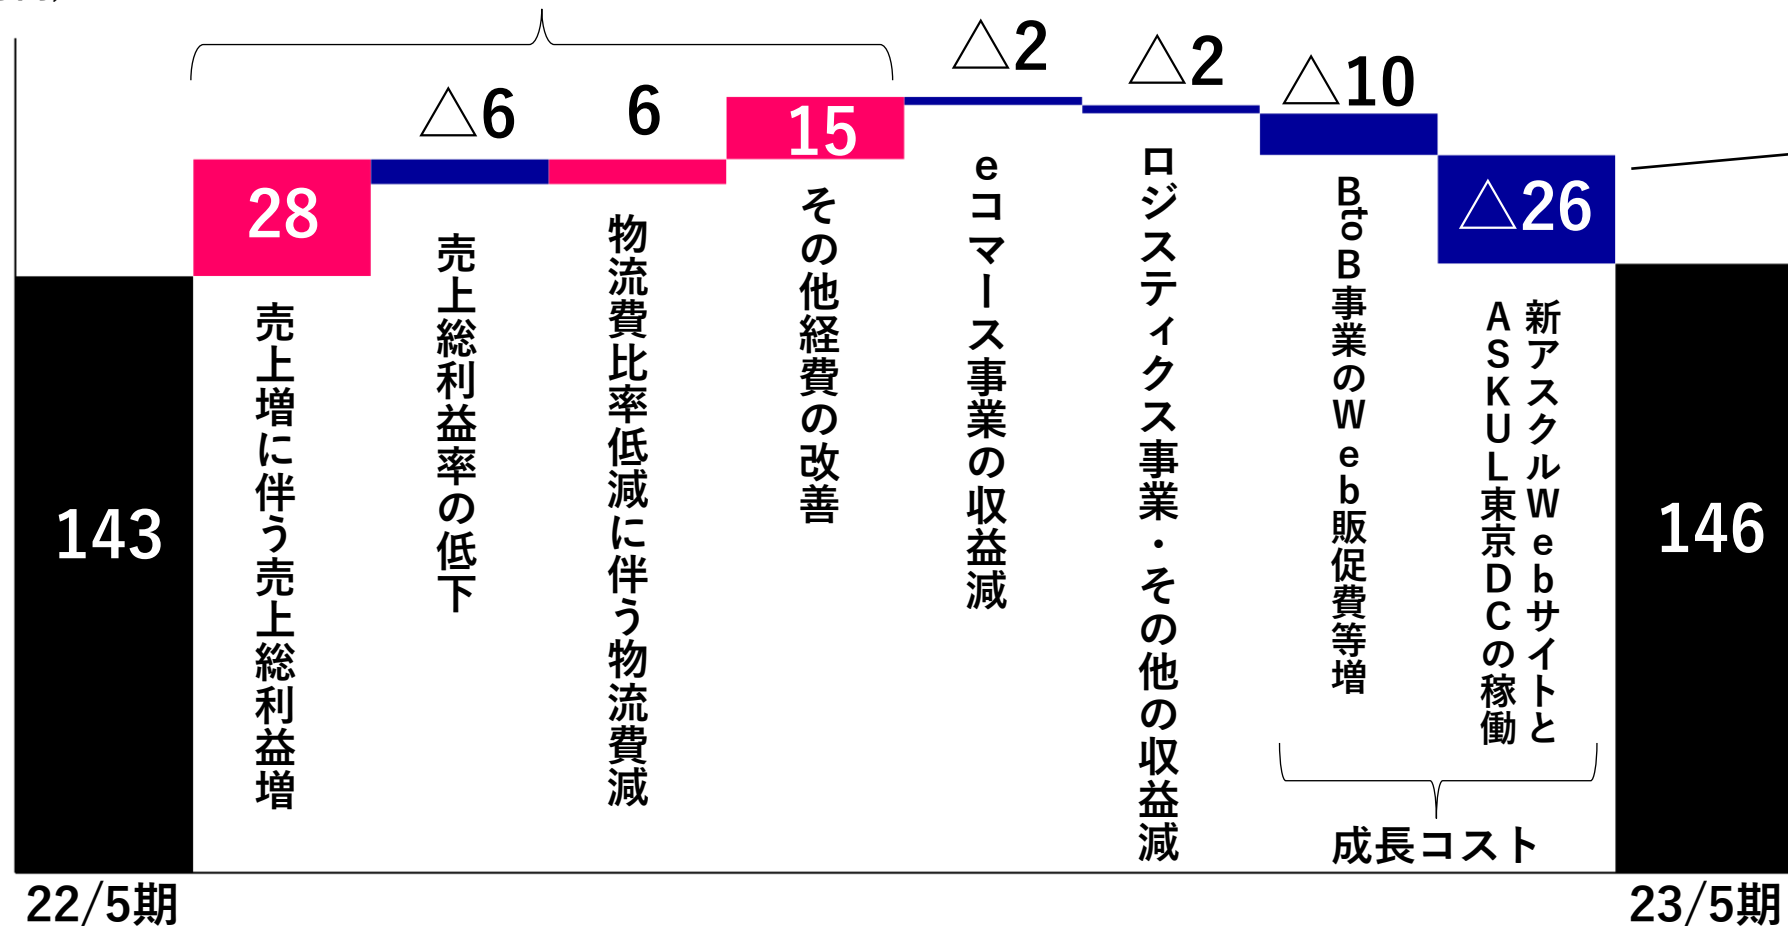 △2
△2
△10
△6
6
15
28
△26
143
146
売上増に伴う売上総利益増
売上総利益率の低下
物流費比率低減に伴う物流費減
その他経費の改善
eコマース事業の収益減
ロジスティクス事業・その他の収益減
BtoB事業のWeb販促費等増
新アスクルWebサイトと
ASKUL東京DCの稼働
成長コスト
22/5期
23/5期